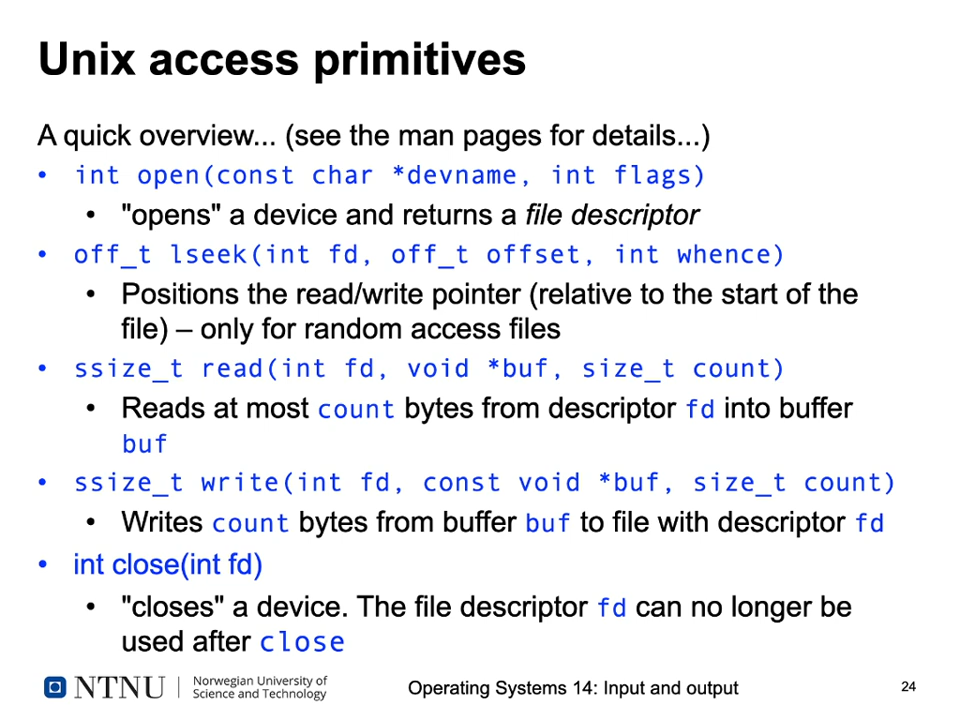 Unix access primitives
A quick overview... (see the man pages for details...)
• int open(const char *devname, int flags)
• "opens" a device and returns a file descriptor
• off_t lseek(int fd, off_t offset, int whence)
• Positions the read/write pointer (relative to the start of the
file) – only for random access files
• ssize_t read(int fd, void *buf, size_t count)
• Reads at most count bytes from descriptor fd into buffer
buf
• ssize_t write(int fd, const void *buf, size_t count)
• Writes count bytes from buffer buf to file with descriptor fd
• int close(int fd)
• "closes" a device. The file descriptor fd can no longer be
used after close
NTNU
Norwegian University of
Science and Technology
Operating Systems 14: Input and output
24